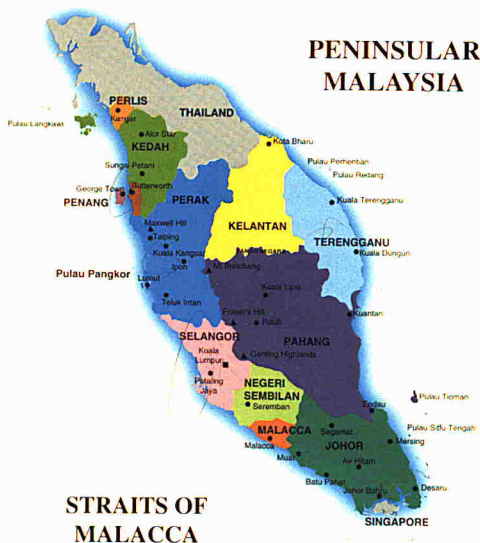 PENINSULAR
MALAYSIA
PERLIS
Kangar
THAILAND
Pulau Langkawi
Alor Star
KEDAH
Kota Bharu
Sungai Petani
Pulau Perhentian
Pulau Redang
George Town
Butterworth
PENANG
PERAK
Kuala Terengganu
Maxwell Hill
Taiping
KELANTAN
TERENGGANU
Kuala Kangsar
Kuala Dungun
Ipoh
Pulau Pangkor
Lumut
Kuala Lipis
Teluk Intan
Fraser's Hill
Kuantan
Raub
SELANGOR
PAHANG
Kuala
Lumpur
Genting Highlands
Petaling
Jaya
NEGERI
SEMBILAN
Pulau Tioman
Seremban
Endau
MALACCA
Segamat
Malacca
JOHOR
Mersing
Muar
Air Hitam
Batu Pahat
Johor Bahru
Desaru
STRAITS OF
MALACCA
SINGAPORE